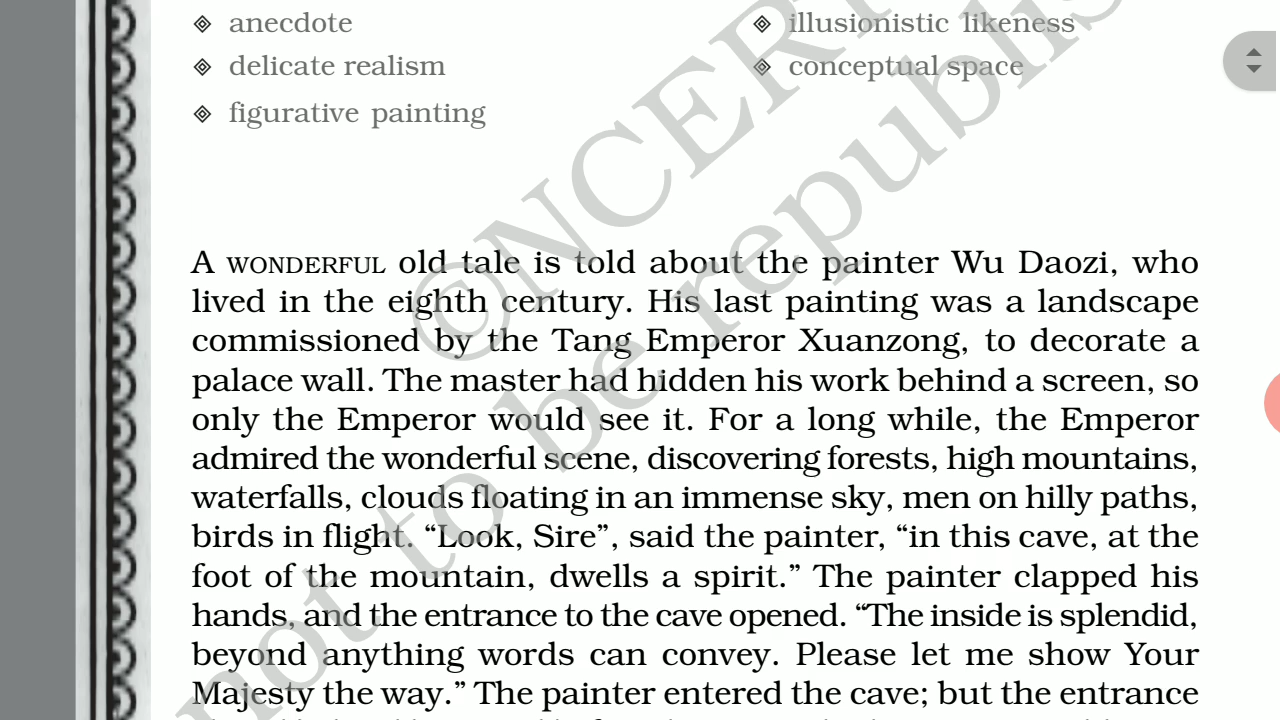 anecdote
illusionistic likeness
delicate realism
conceptual space
figurative painting
A WONDERFUL old tale is told about the painter Wu Daozi, who
lived in the eighth century. His last painting was a landscape
commissioned by the Tang Emperor Xuanzong, to decorate a
palace wall. The master had hidden his work behind a screen, so
only the Emperor would see it. For a long while, the Emperor
admired the wonderful scene, discovering forests, high mountains,
waterfalls, clouds floating in an immense sky, men on hilly paths,
birds in flight. “Look, Sire”, said the painter, “in this cave, at the
foot of the mountain, dwells a spirit.” The painter clapped his
hands, and the entrance to the cave opened. “The inside is splendid,
beyond anything words can convey. Please let me show Your
Majesty the way.” The painter entered the cave; but the entrance
©NCERT
not to be republis